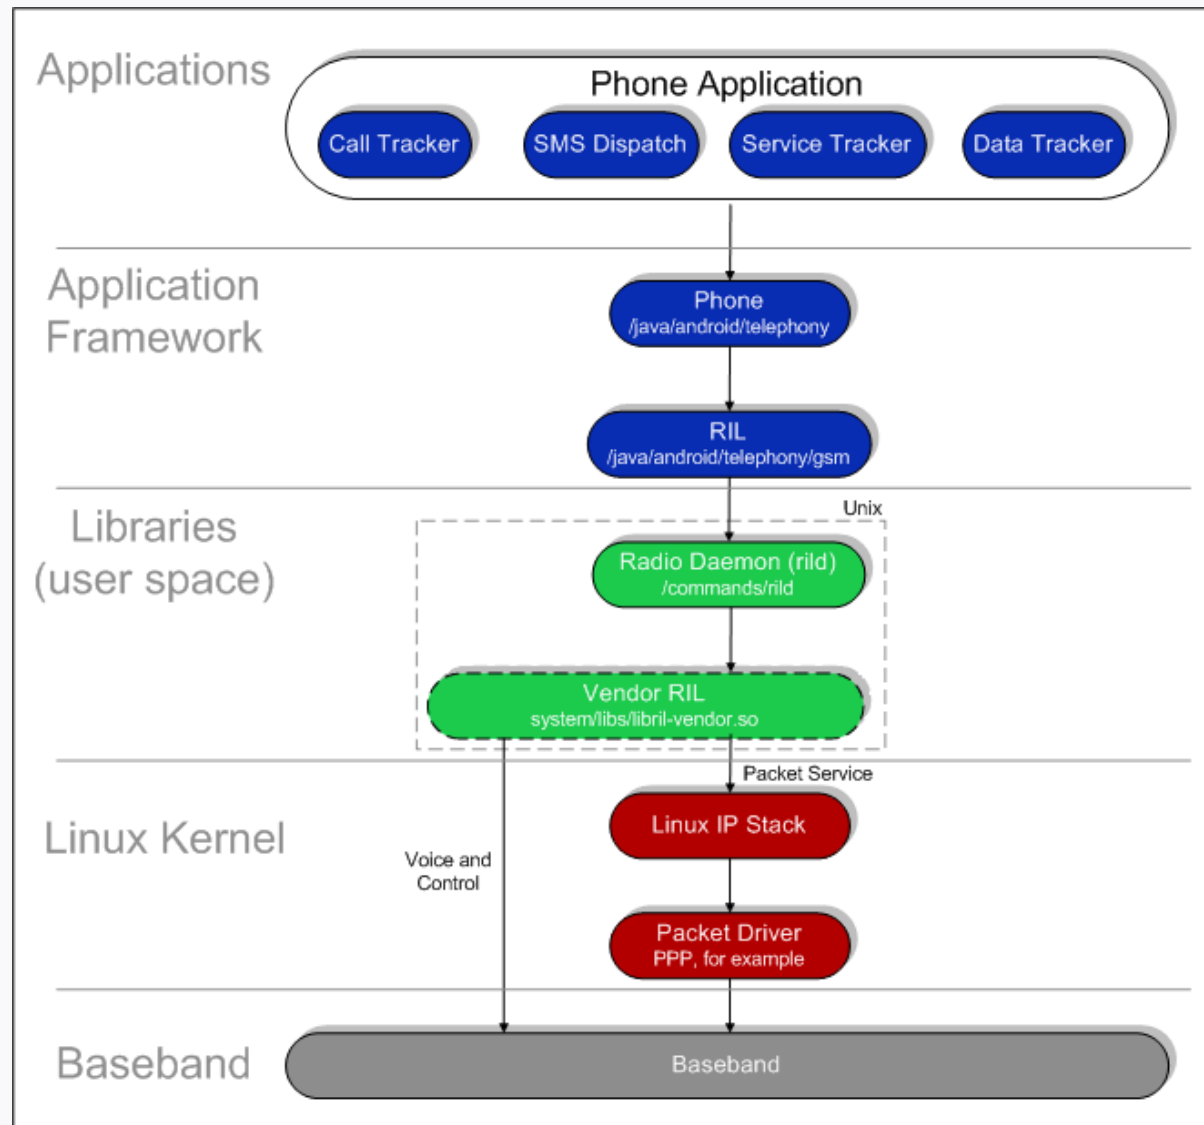 Applications
Phone Application
Call Tracker
SMS Dispatch
Service Tracker
Data Tracker
Application
Framework
Phone
/java/android/telephony
RIL
/java/android/telephony/gsm
Libraries
(user space)
Unix
Radio Daemon (rild)
/commands/rild
Vendor RIL
system/libs/libril-vendor.so
Packet Service
Linux Kernel
Linux IP Stack
Voice and
Control
Packet Driver
PPP, for example
Baseband
Baseband